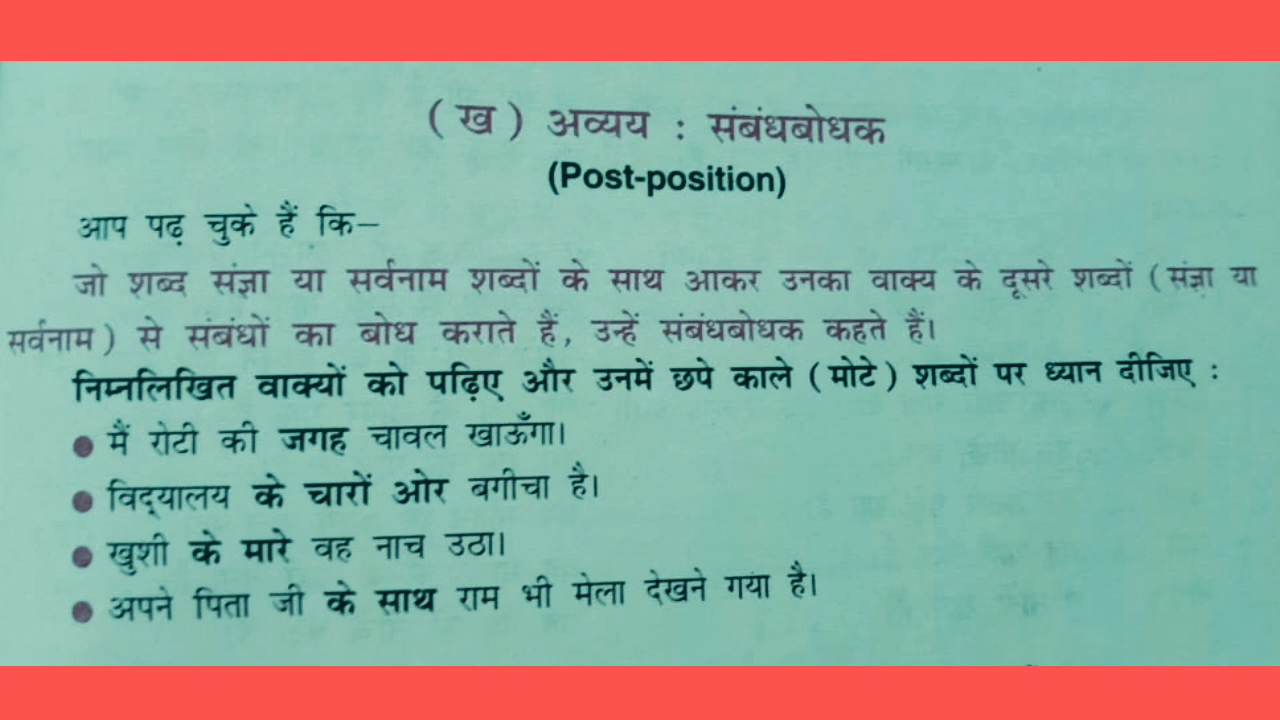 ( ख ) अव्यय : संबंधबोधक
(Post-position)
आप पढ़ चुके हैं कि–
जो शब्द संज्ञा या सर्वनाम शब्दों के साथ आकर उनका वाक्य के दूसरे शब्दों ( संज्ञा या
सर्वनाम ) से संबंधों का बोध कराते हैं, उन्हें संबंधबोधक कहते हैं।
निम्नलिखित वाक्यों को पढ़िए और उनमें छपे काले ( मोटे ) शब्दों पर ध्यान दीजिए :
● मैं रोटी की जगह चावल खाऊँगा।
● विद्‌यालय के चारों ओर बगीचा है।
● खुशी के मारे वह नाच उठा।
● अपने पिता जी के साथ राम भी मेला देखने गया है।